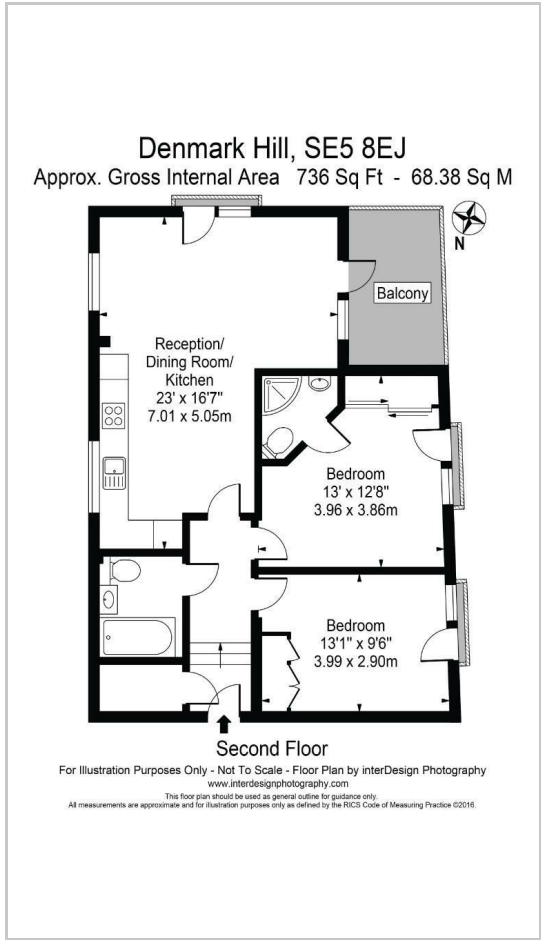 Denmark Hill, SE5 8EJ
Approx. Gross Internal Area 736 Sq Ft - 68.38 Sq M
N
Balcony
Reception/
Dining Room/
Kitchen
23' x 16'7"
7.01 x 5.05m
Bedroom
13' x 12'8"
3.96 x 3.86m
Bedroom
13'1" x 9'6"
3.99 x 2.90m
Second Floor
For Illustration Purposes Only - Not To Scale - Floor Plan by interDesign Photography
www.interdesignphotography.com
This floor plan should be used as general outline for guidance only.
All measurements are approximate and for illustration purposes only as defined by the RICS Code of Measuring Practice ©2016.